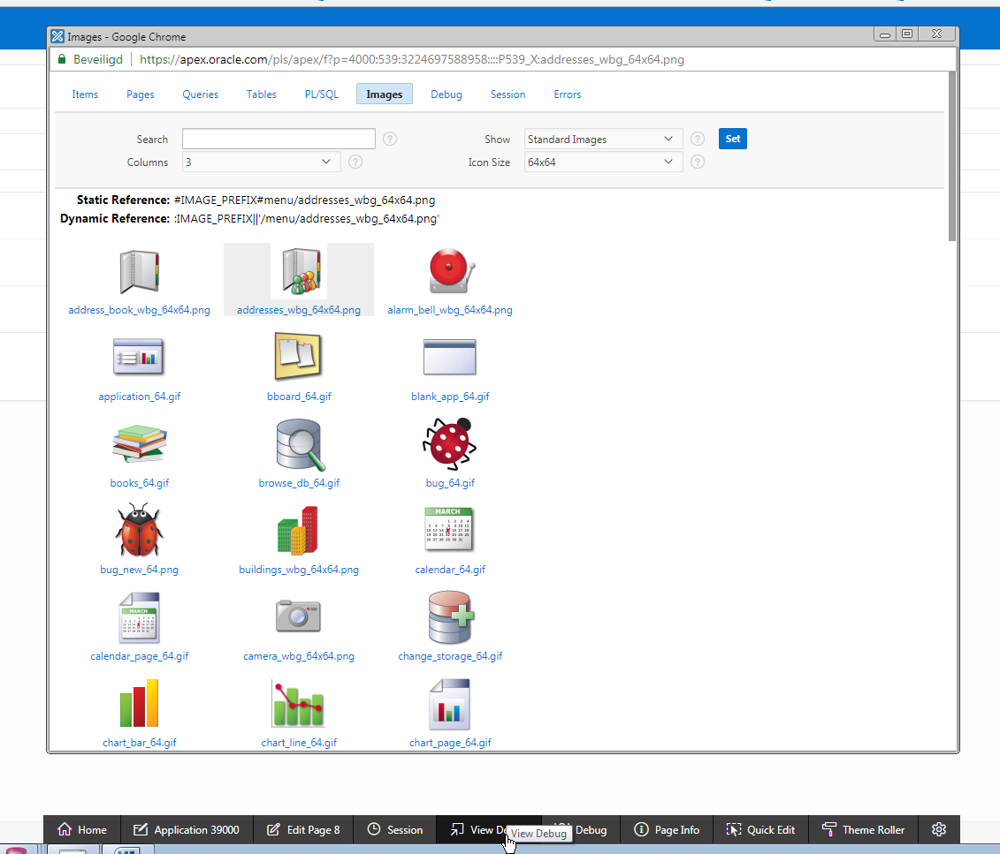 Images - Google Chrome
Beveiligd https://apex.oracle.com/pls/apex/f?p=4000:539:3224697588958::::P539_X:addresses_wbg_64x64.png
Items Pages Queries Tables PL/SQL Images Debug Session Errors
Search ? Show Standard Images ? Set
Columns 3 ? Icon Size 64x64 ?
Static Reference: #IMAGE_PREFIX#menu/addresses_wbg_64x64.png
Dynamic Reference: :IMAGE_PREFIX||'/menu/addresses_wbg_64x64.png'
address_book_wbg_64x64.png addresses_wbg_64x64.png alarm_bell_wbg_64x64.png
application_64.gif bboard_64.gif blank_app_64.gif
books_64.gif browse_db_64.gif bug_64.gif
MARCH
bug_new_64.png buildings_wbg_64x64.png calendar_64.gif
MARCH
calendar_page_64.gif camera_wbg_64x64.png change_storage_64.gif
chart_bar_64.gif chart_line_64.gif chart_page_64.gif
Home Application 39000 Edit Page 8 Session View Debug Page Info Quick Edit Theme Roller
View Debug